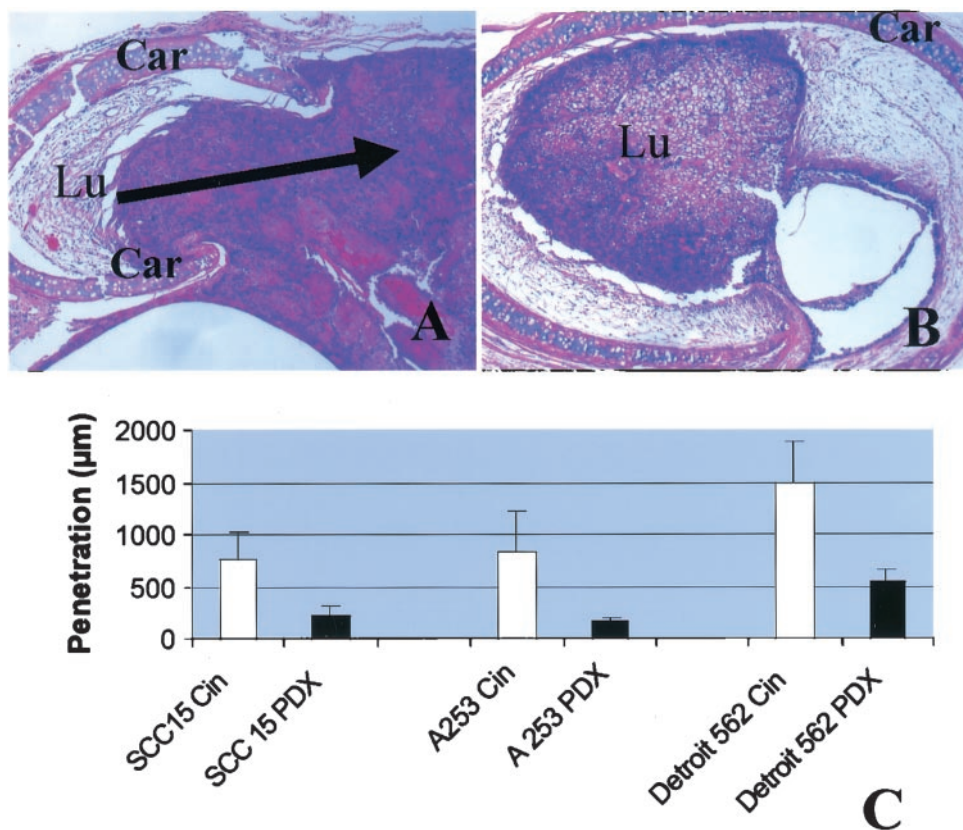 Car
Lu
Car
A
Car
Lu
B
Penetration (µm)
2000
1500
1000
500
0
SCC15 Cin
SCC 15 PDX
A253 Cin
A 253 PDX
Detroit 562 Cin
Detroit 562 PDX
C